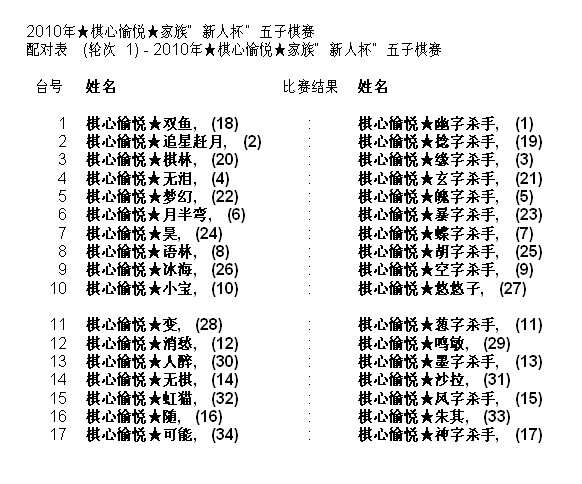 2010年★棋心愉悦★家族”新人杯”五子棋赛
配对表 (轮次 1) - 2010年★棋心愉悦★家族”新人杯”五子棋赛
台号 姓名 比赛结果 姓名
1 棋心愉悦★双鱼, (18) : 棋心愉悦★幽字杀手, (1)
2 棋心愉悦★追星赶月, (2) : 棋心愉悦★捻字杀手, (19)
3 棋心愉悦★棋林, (20) : 棋心愉悦★缘字杀手, (3)
4 棋心愉悦★无泪, (4) : 棋心愉悦★玄字杀手, (21)
5 棋心愉悦★梦幻, (22) : 棋心愉悦★魄字杀手, (5)
6 棋心愉悦★月半弯, (6) : 棋心愉悦★暴字杀手, (23)
7 棋心愉悦★昊, (24) : 棋心愉悦★蝶字杀手, (7)
8 棋心愉悦★语林, (8) : 棋心愉悦★胡字杀手, (25)
9 棋心愉悦★冰海, (26) : 棋心愉悦★空字杀手, (9)
10 棋心愉悦★小宝, (10) : 棋心愉悦★悠悠子, (27)
11 棋心愉悦★变, (28) : 棋心愉悦★葱字杀手, (11)
12 棋心愉悦★消愁, (12) : 棋心愉悦★鸣敏, (29)
13 棋心愉悦★人醉, (30) : 棋心愉悦★墨字杀手, (13)
14 棋心愉悦★无棋, (14) : 棋心愉悦★沙拉, (31)
15 棋心愉悦★虹猫, (32) : 棋心愉悦★风字杀手, (15)
16 棋心愉悦★随, (16) : 棋心愉悦★朱其, (33)
17 棋心愉悦★可能, (34) : 棋心愉悦★神字杀手, (17)